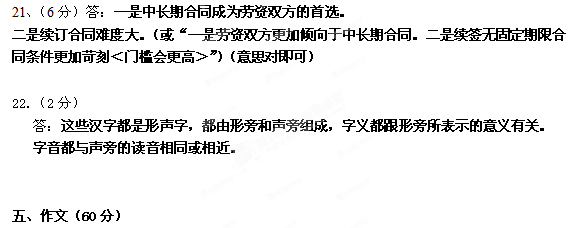 21、（6分）答：一是中长期合同成为劳资双方的首选。
二是续订合同难度大。（或“一是劳资双方更加倾向于中长期合同。二是续签无固定期限合
同条件更加苛刻＜门槛会更高＞”）（意思对即可）
22.（2分）
答：这些汉字都是形声字，都由形旁和声旁组成，字义都跟形旁所表示的意义有关。
字音都与声旁的读音相同或相近。
五、作文（60分）